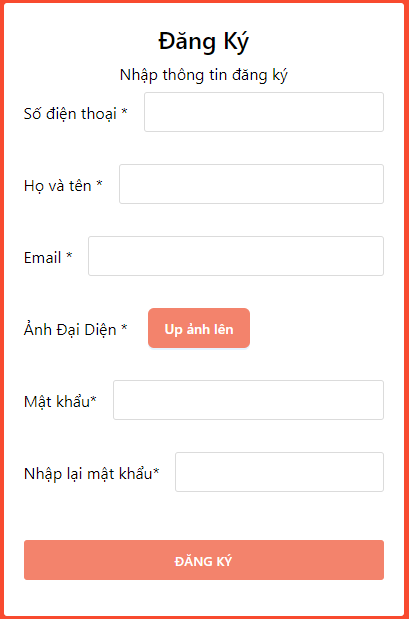 Đăng Ký
Nhập thông tin đăng ký
Số điện thoại *
Họ và tên *
Email *
Ảnh Đại Diện *
Up ảnh lên
Mật khẩu*
Nhập lại mật khẩu*
ĐĂNG KÝ